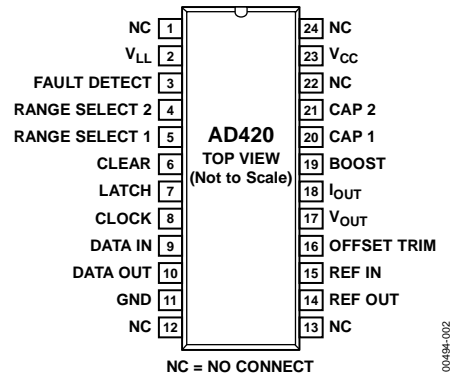 NC 1
V_LL 2
FAULT DETECT 3
RANGE SELECT 2 4
RANGE SELECT 1 5
CLEAR 6
LATCH 7
CLOCK 8
DATA IN 9
DATA OUT 10
GND 11
NC 12
AD420
TOP VIEW
(Not to Scale)
24 NC
23 V_CC
22 NC
21 CAP 2
20 CAP 1
19 BOOST
18 I_OUT
17 V_OUT
16 OFFSET TRIM
15 REF IN
14 REF OUT
13 NC
NC = NO CONNECT
00494-002